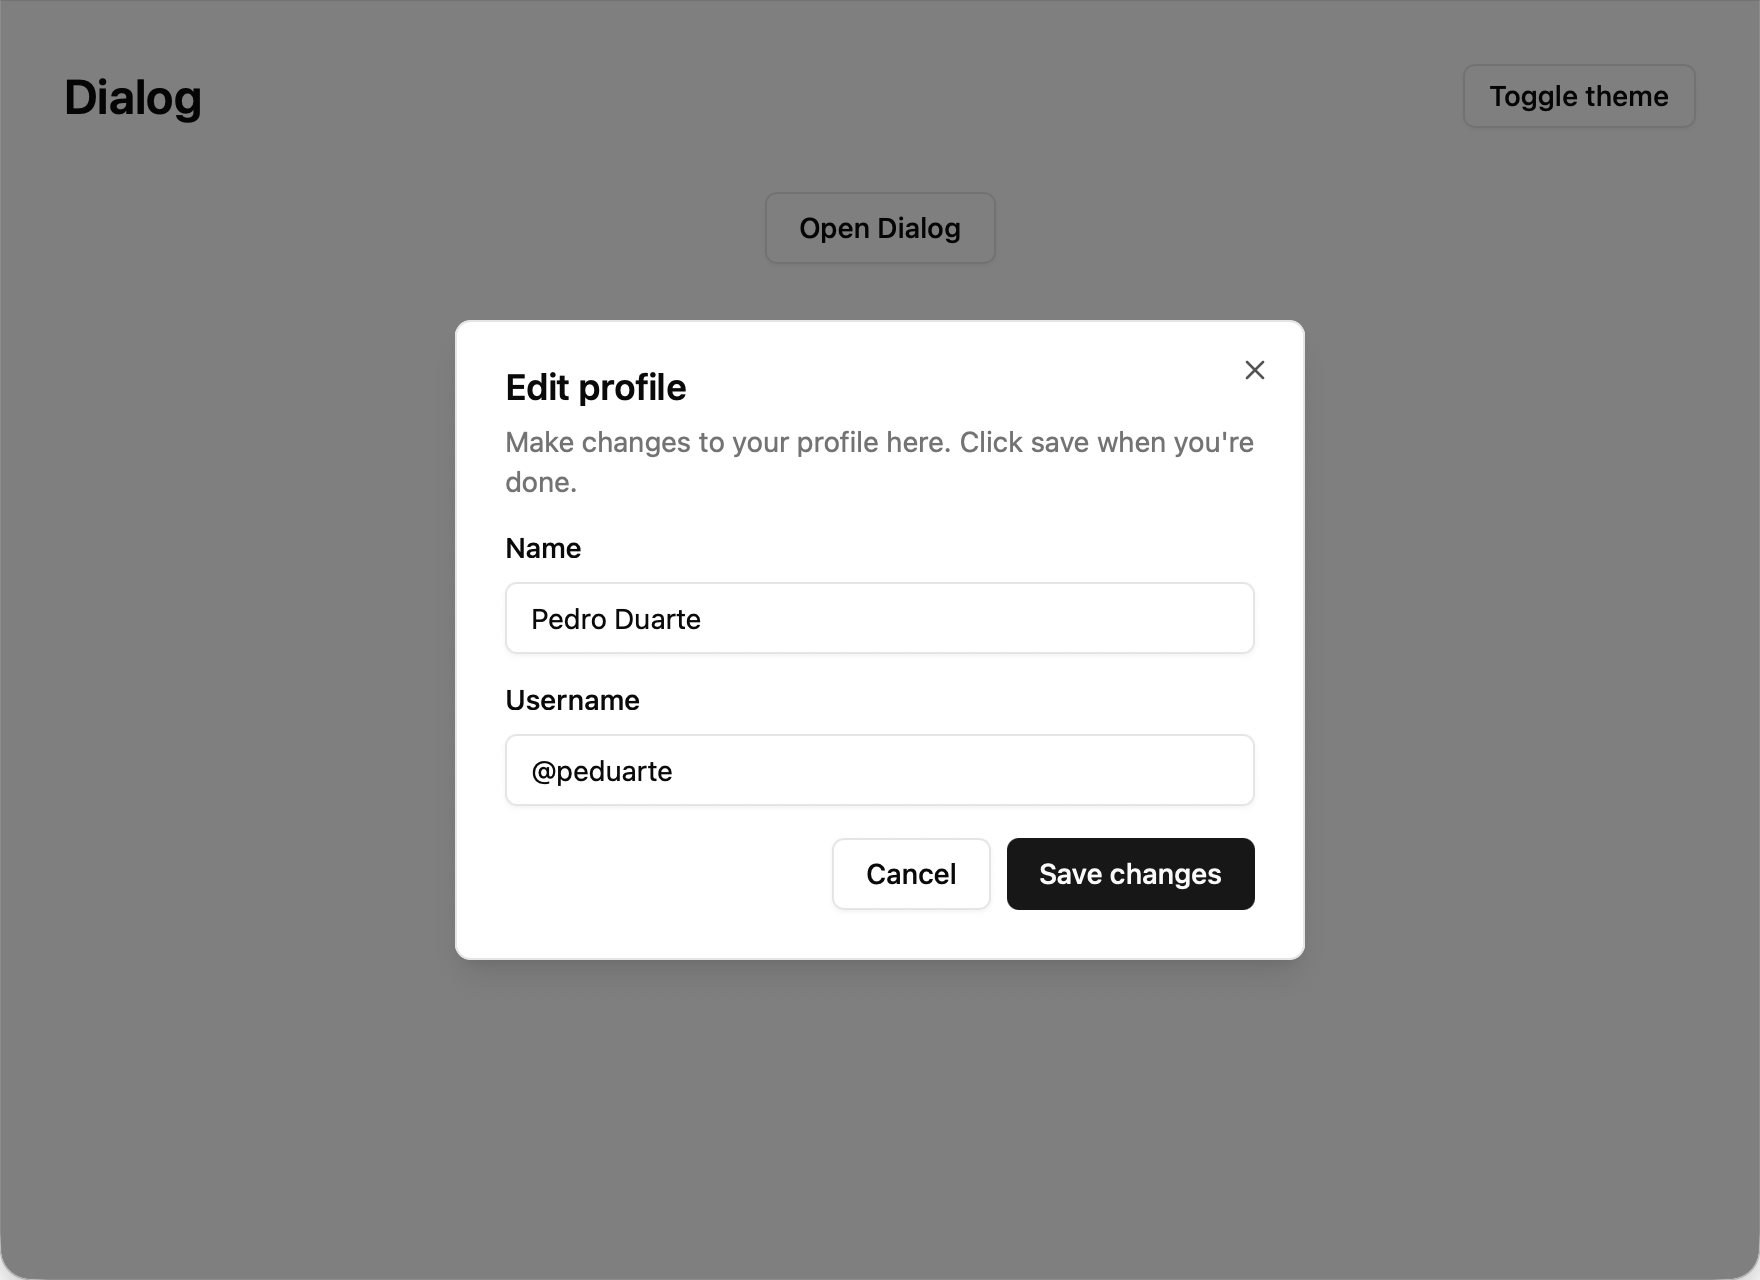 Dialog
Toggle theme
Open Dialog
Edit profile
Make changes to your profile here. Click save when you're
done.
Name
Pedro Duarte
Username
@peduarte
Cancel
Save changes